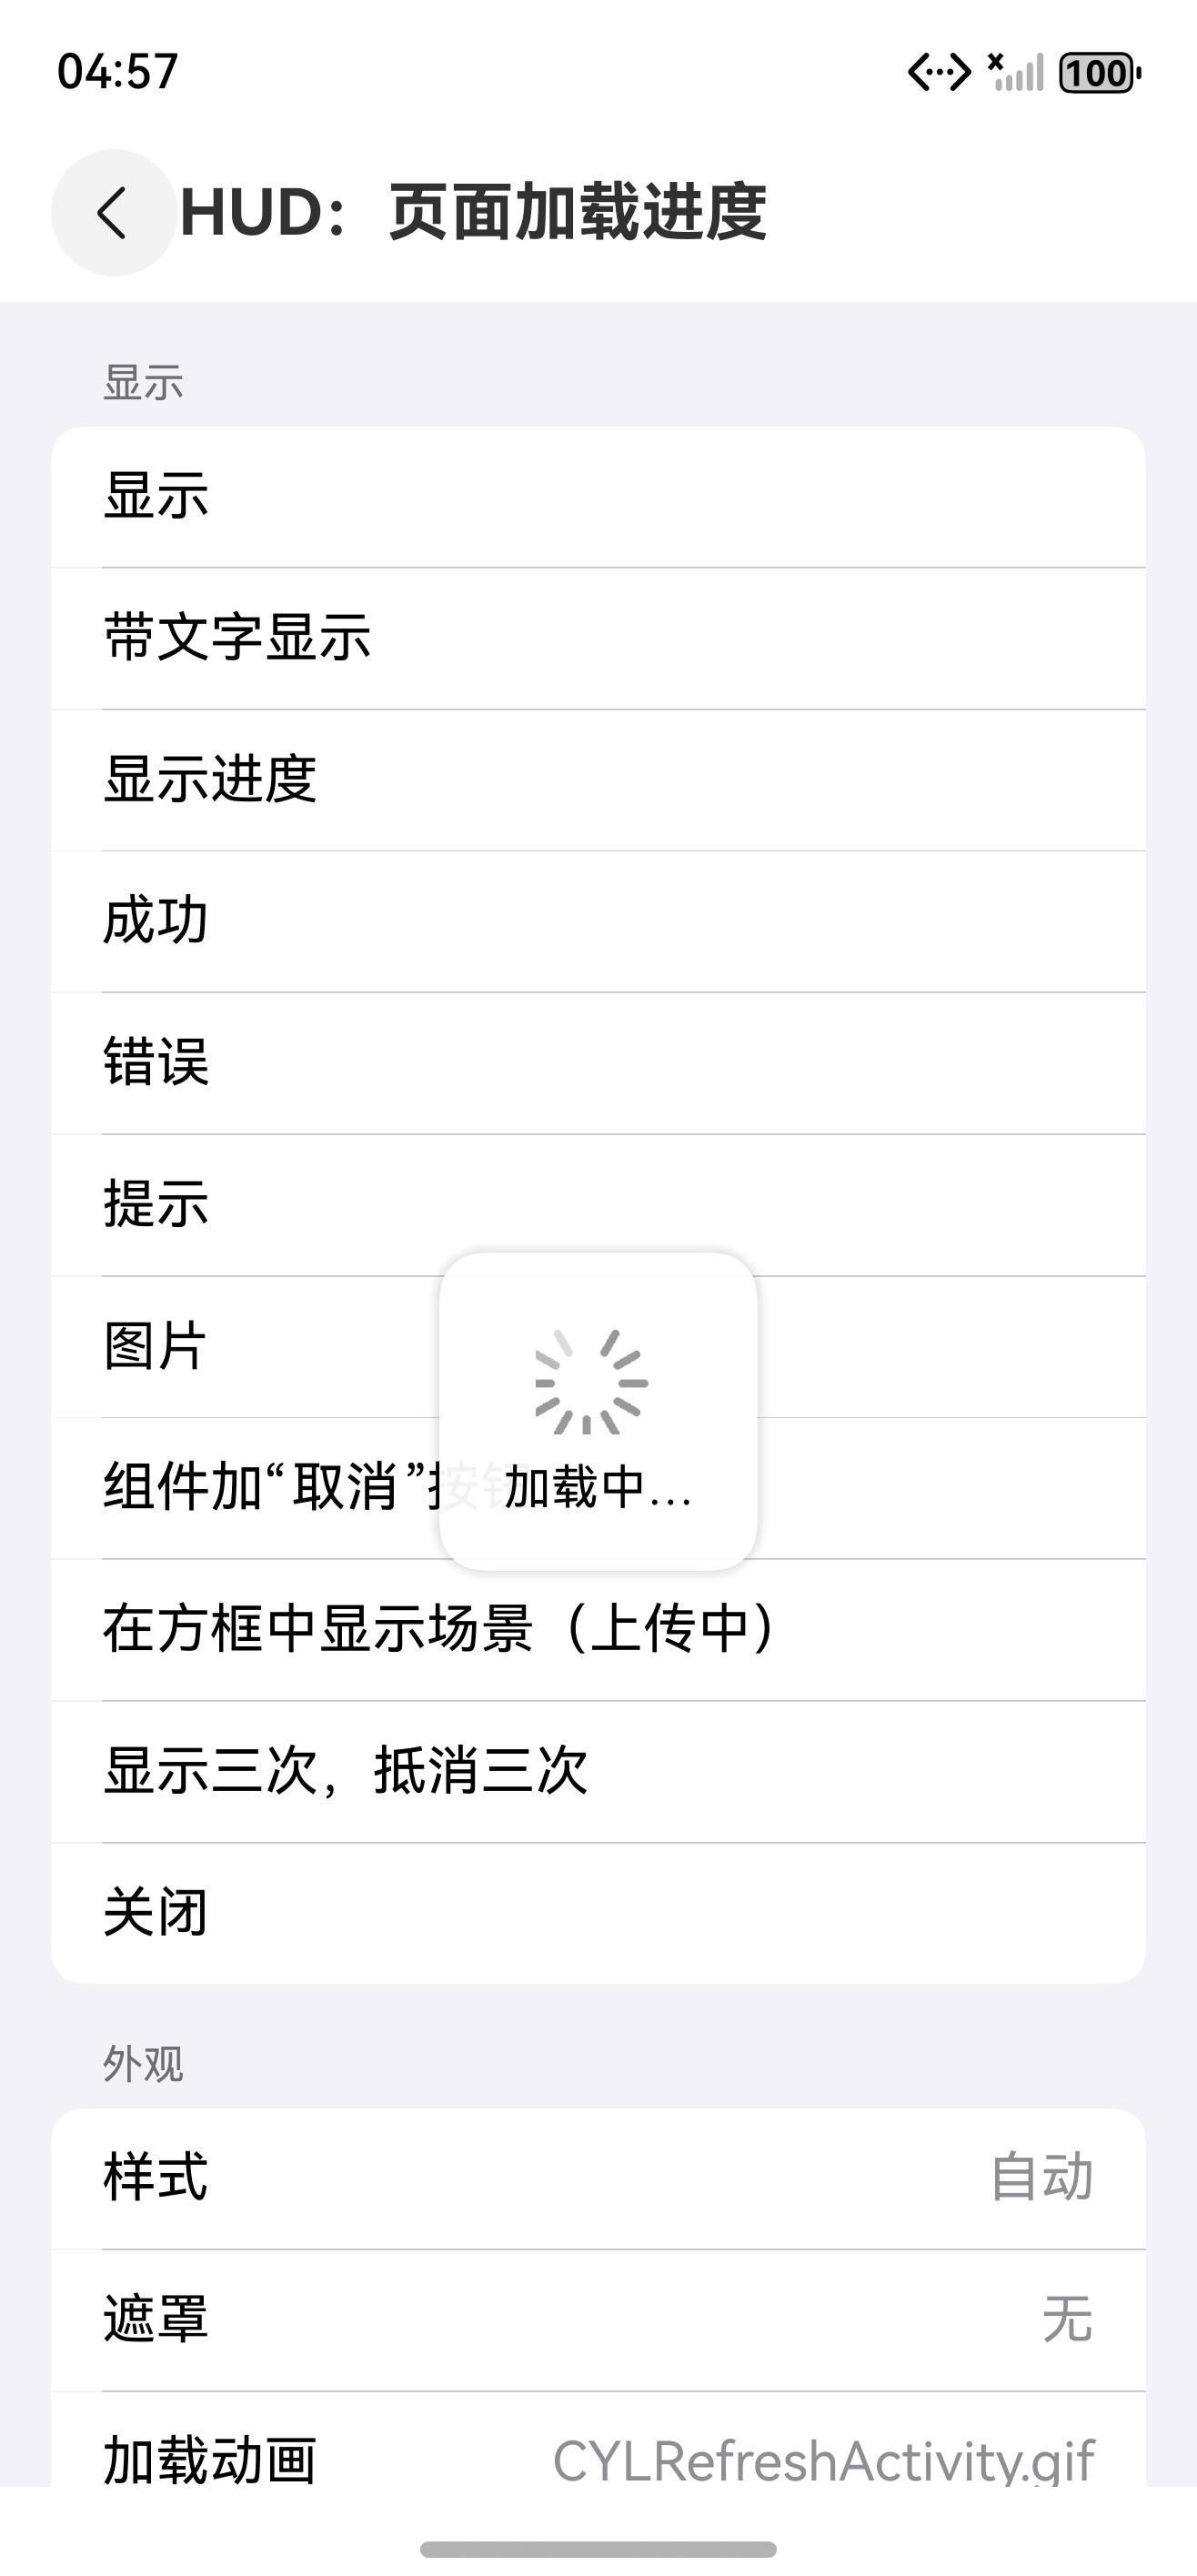 04:57
100
HUD：页面加载进度
显示
显示
带文字显示
显示进度
成功
错误
提示
图片
组件加“取消”按钮
加载中...
在方框中显示场景（上传中）
显示三次，抵消三次
关闭
外观
样式
自动
遮罩
无
加载动画
CYLRefreshActivity.gif